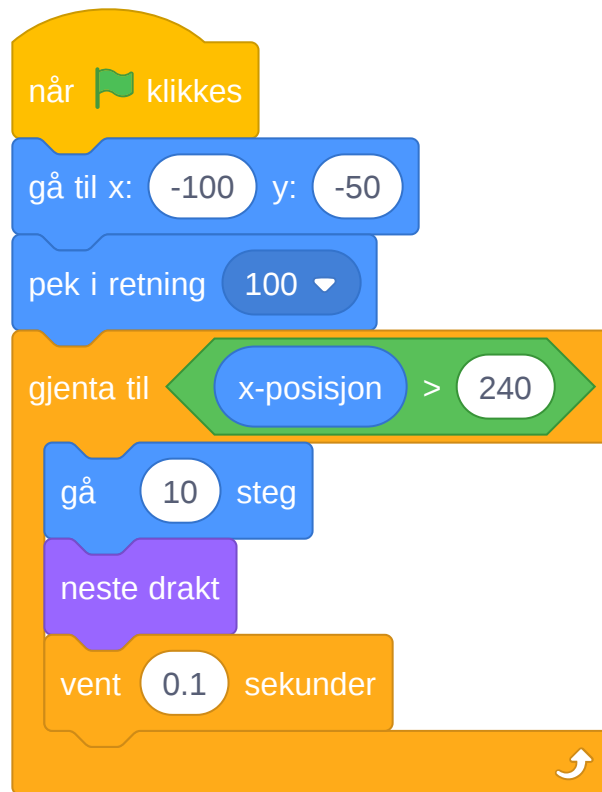 når klikkes
gå til x: -100 y: -50
pek i retning 100
gjenta til x-posisjon > 240
gå 10 steg
neste drakt
vent 0.1 sekunder